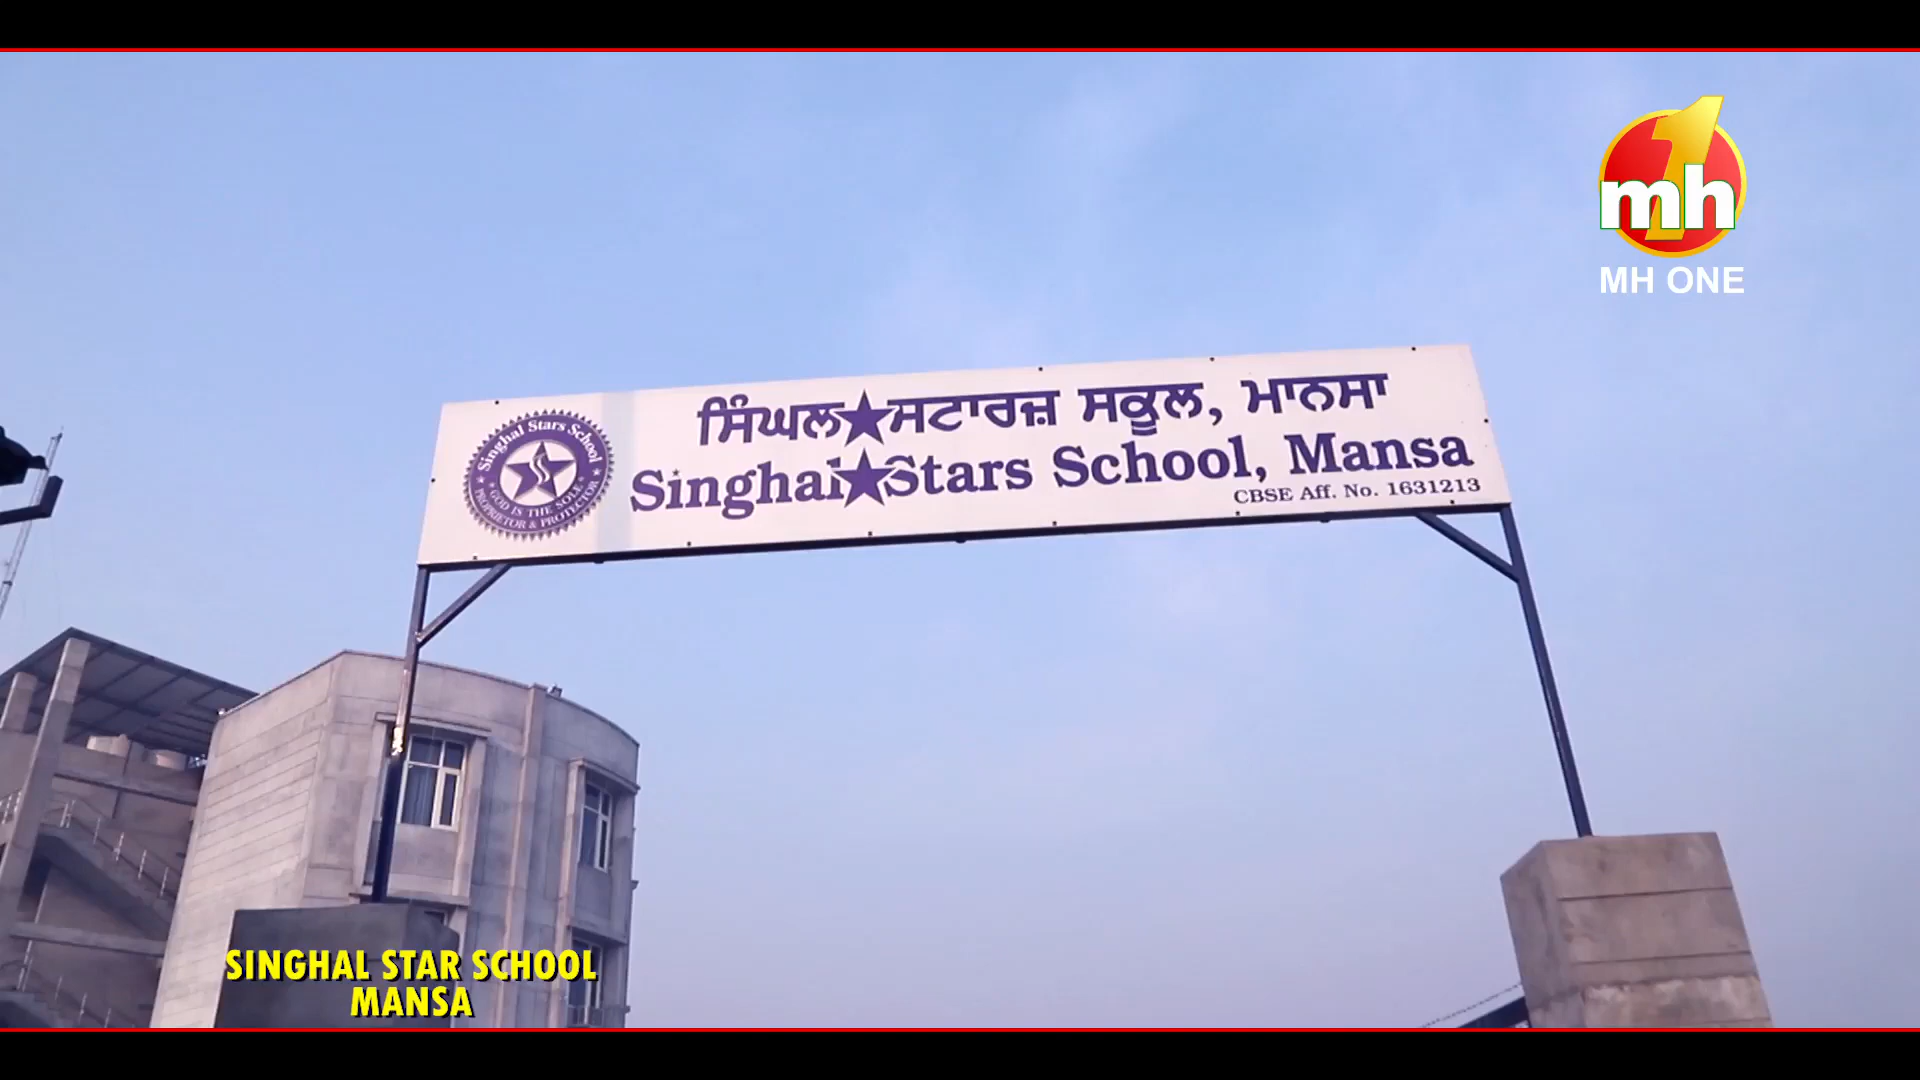 mh 1
MH ONE
ਸਿੰਘਲ★ਸਟਾਰਜ਼ ਸਕੂਲ, ਮਾਨਸਾ
Singhal★Stars School, Mansa
CBSE Aff. No. 1631213
Singhal Stars School
GOD IS THE SOLE
PROPRIETOR & PROTECTOR
SINGHAL STAR SCHOOL
MANSA